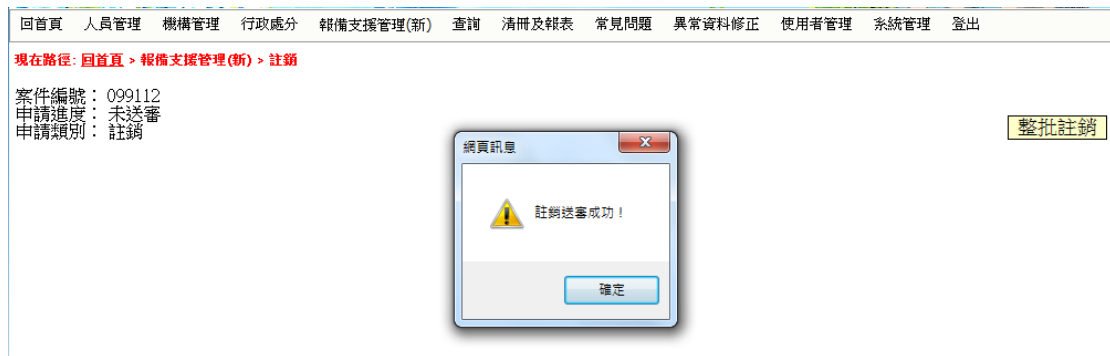 回首頁 人員管理 機構管理 行政處分 報備支援管理(新) 查詢 清冊及報表 常見問題 異常資料修正 使用者管理 系統管理 登出
現在路徑: 回首頁 > 報備支援管理(新) > 註銷
案件編號： 099112
申請進度： 未送審
申請類別： 註銷
整批註銷
網頁訊息
註銷送審成功！
確定